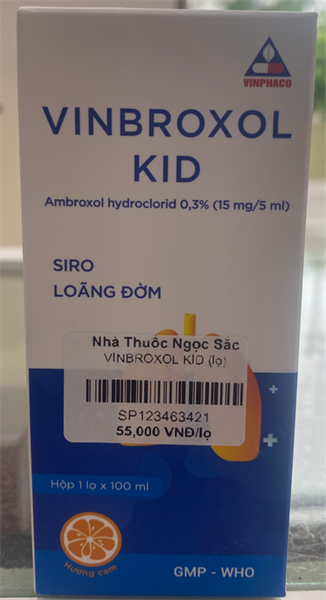 VINPHACO
VINBROXOL
KID
Ambroxol hydroclorid 0,3% (15 mg/5 ml)
SIRO
LOÃNG ĐỜM
Nhà Thuốc Ngọc Sắc
VINBROXOL KID (lọ)
SP123463421
55,000 VNĐ/lọ
Hộp 1 lọ x 100 ml
Hương cam
GMP - WHO